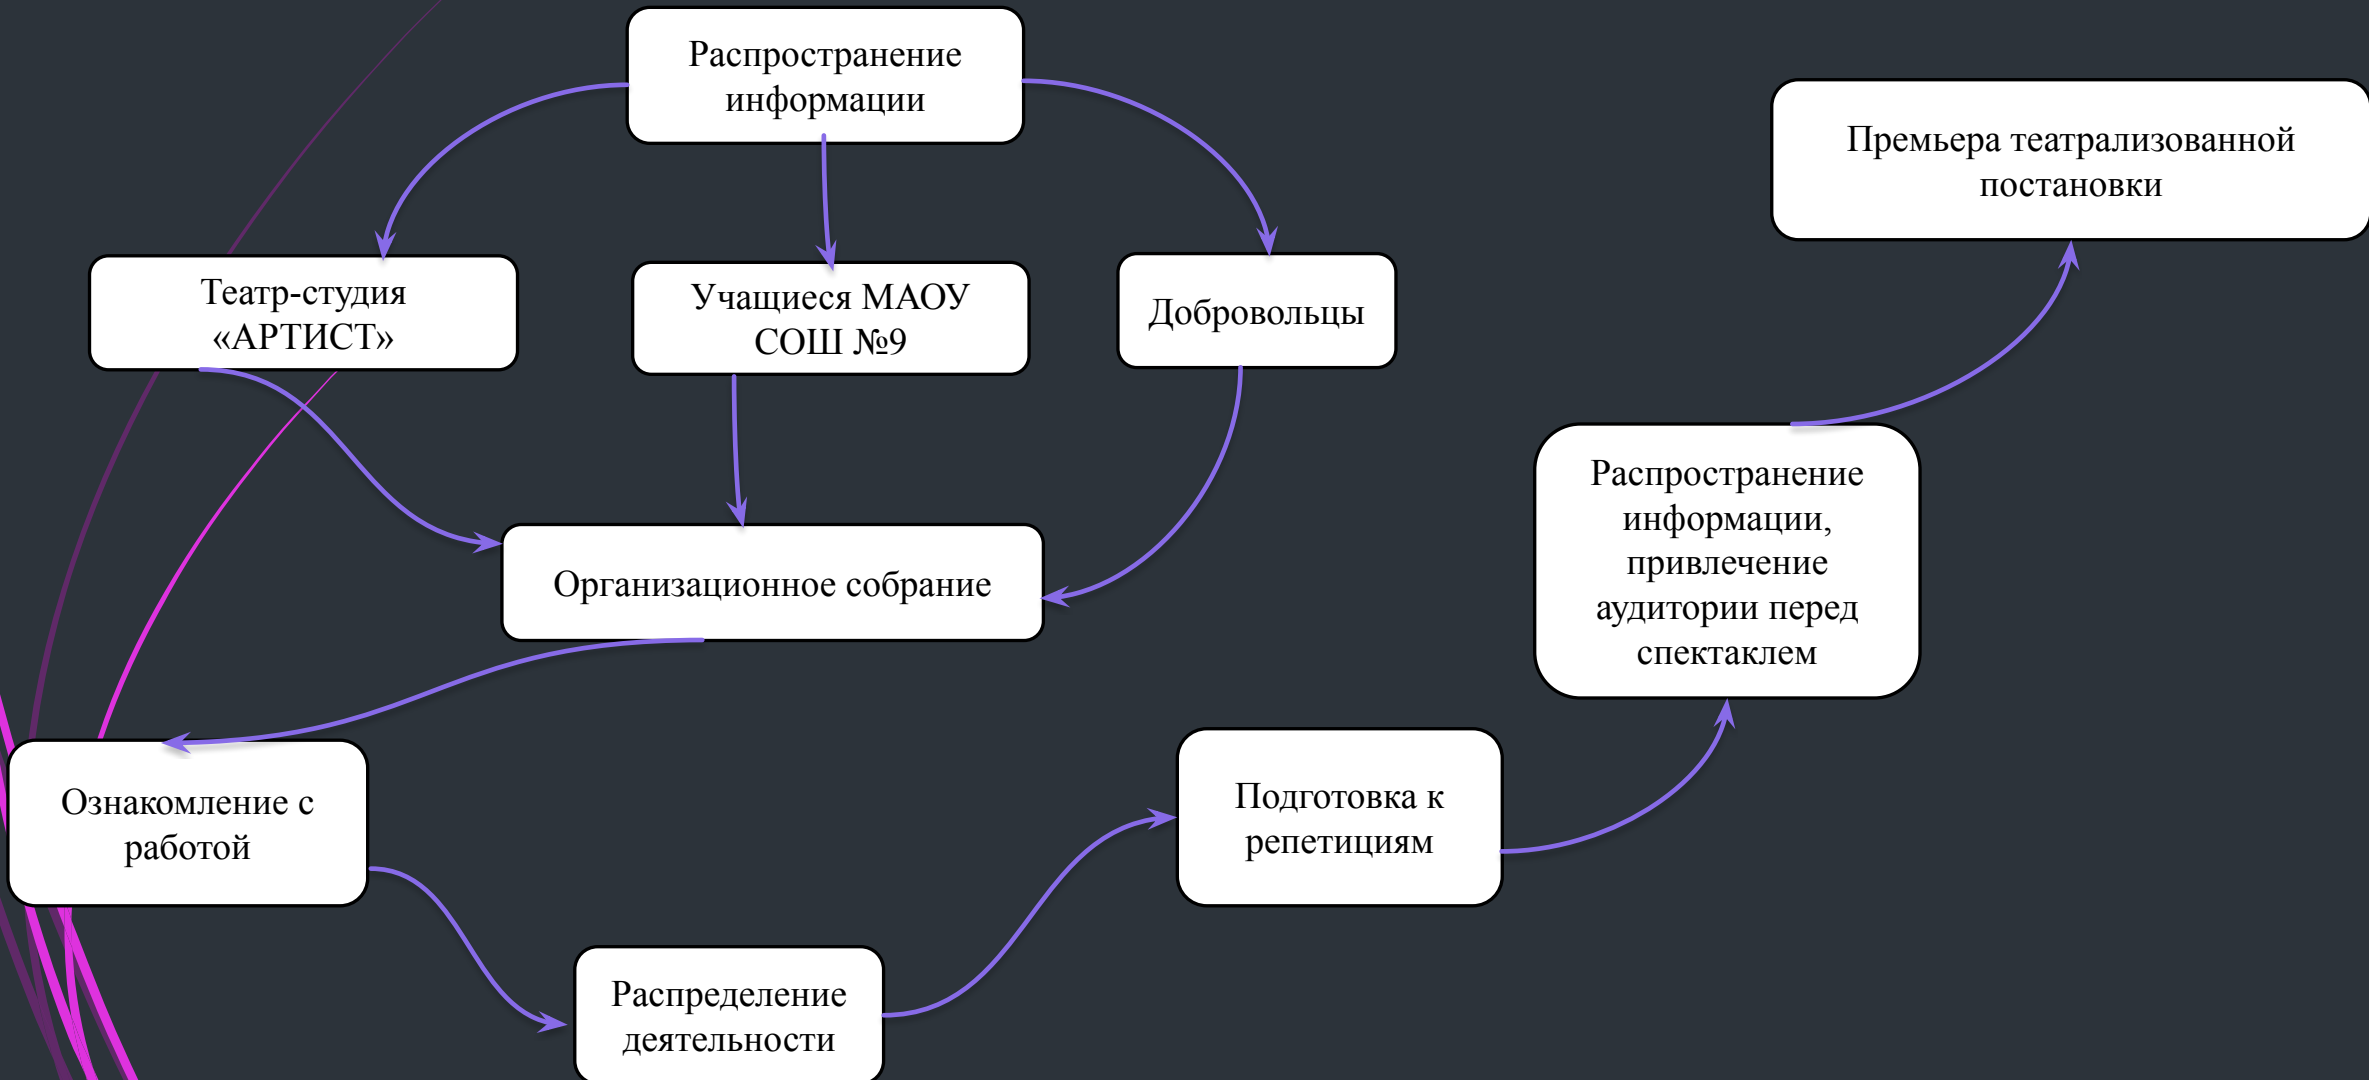 Распространение
информации
Театр-студия
«АРТИСТ»
Учащиеся МАОУ
СОШ №9
Добровольцы
Организационное собрание
Ознакомление с
работой
Распределение
деятельности
Подготовка к
репетициям
Распространение
информации,
привлечение
аудитории перед
спектаклем
Премьера театрализованной
постановки